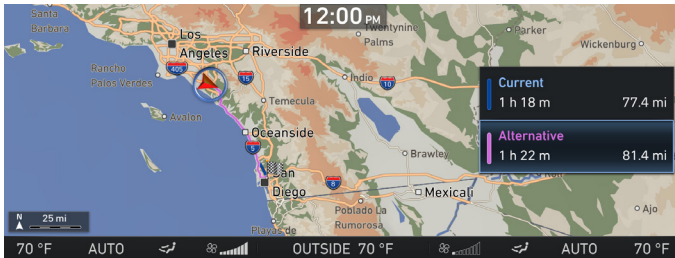 Santa
Barbara
Los
Angeles
Riverside
12:00 PM
Twentynine
Palms
Parker
Wickenburg
405
15
10
Rancho
Palos Verdes
Indio
Temecula
Avalon
Oceanside
5
Current
1 h 18 m 77.4 mi
Alternative
1 h 22 m 81.4 mi
Brawley
San
Diego
8
Mexicali
Poblado La
Rumorosa
Playas de
Ajo
N
25 mi
70 °F AUTO OUTSIDE 70 °F AUTO 70 °F